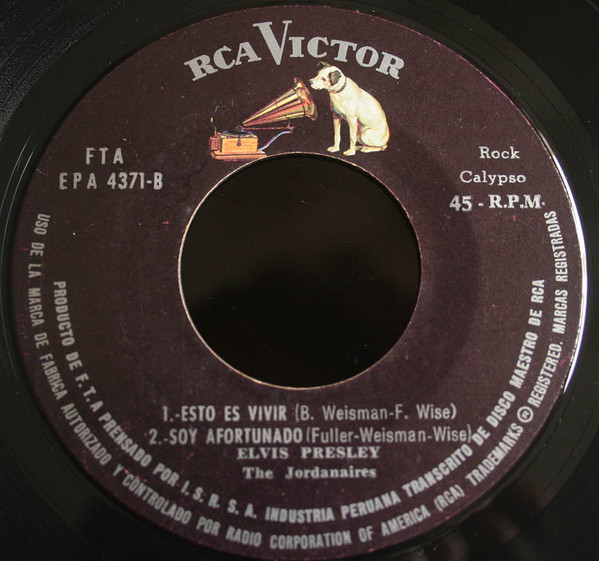 RCA VICTOR
FTA
EPA 4371-B
Rock
Calypso
45 - R.P.M.
1.-ESTO ES VIVIR (B. Weisman-F. Wise)
2.-SOY AFORTUNADO (Fuller-Weisman-Wise)
ELVIS PRESLEY
The Jordanaires
PRODUCTO DE F.T.A PRENSADO POR I.S.R.S.A. INDUSTRIA PERUANA TRANSCRITO DE DISCO MAESTRO DE RCA
USO DE LA MARCA DE FABRICA AUTORIZADO Y CONTROLADO POR RADIO CORPORATION OF AMERICA (RCA) TRADEMARKS ® REGISTERED. MARCAS REGISTRADAS